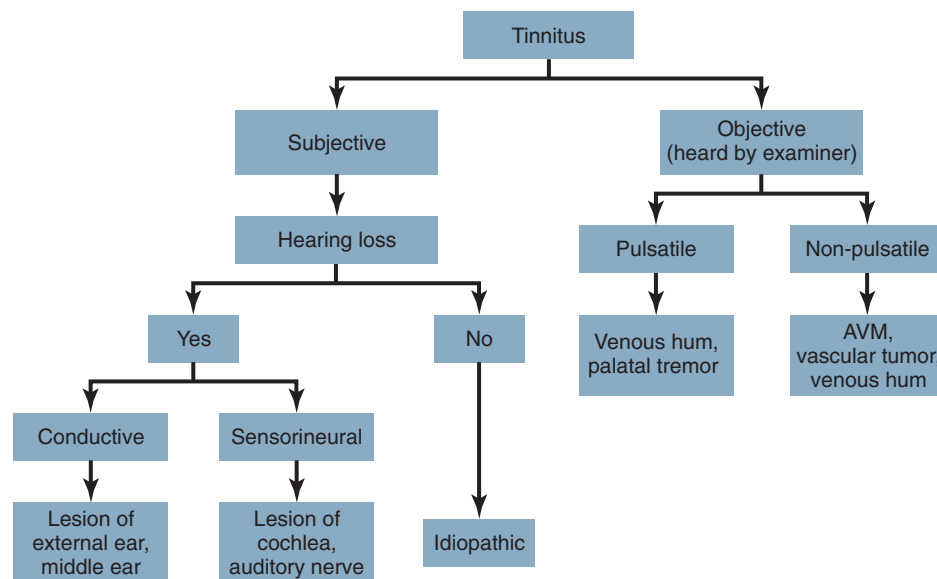 Tinnitus
Subjective
Objective
(heard by examiner)
Hearing loss
Pulsatile
Non-pulsatile
Yes
No
Venous hum,
palatal tremor
AVM,
vascular tumor
venous hum
Conductive
Sensorineural
Lesion of
external ear,
middle ear
Lesion of
cochlea,
auditory nerve
Idiopathic